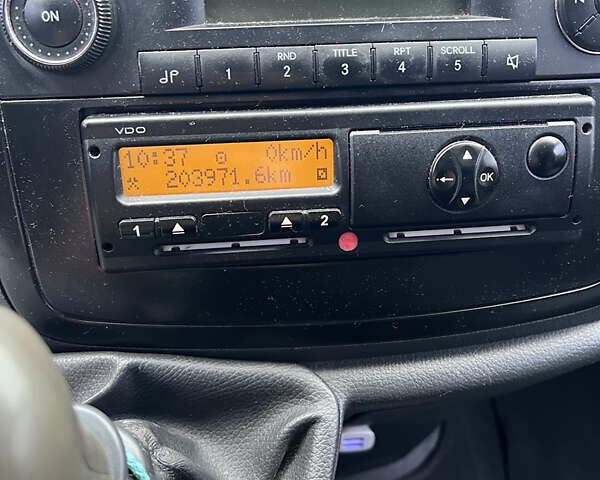 ON
RND TITLE RPT SCROLL
1 2 3 4 5
VDO
10:37 0km/h
203971.6km
1 2
OK